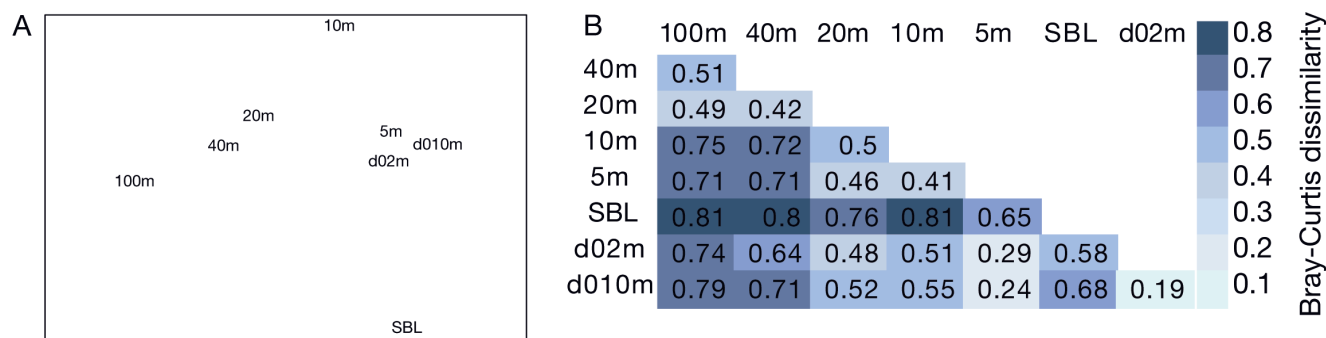 A
10m
20m
5m
40m
d010m
d02m
100m
SBL
B
100m 40m 20m 10m 5m SBL d02m
40m 0.51
20m 0.49 0.42
10m 0.75 0.72 0.5
5m 0.71 0.71 0.46 0.41
SBL 0.81 0.8 0.76 0.81 0.65
d02m 0.74 0.64 0.48 0.51 0.29 0.58
d010m 0.79 0.71 0.52 0.55 0.24 0.68 0.19
0.8
0.7
0.6
0.5
0.4
0.3
0.2
0.1
Bray-Curtis dissimilarity